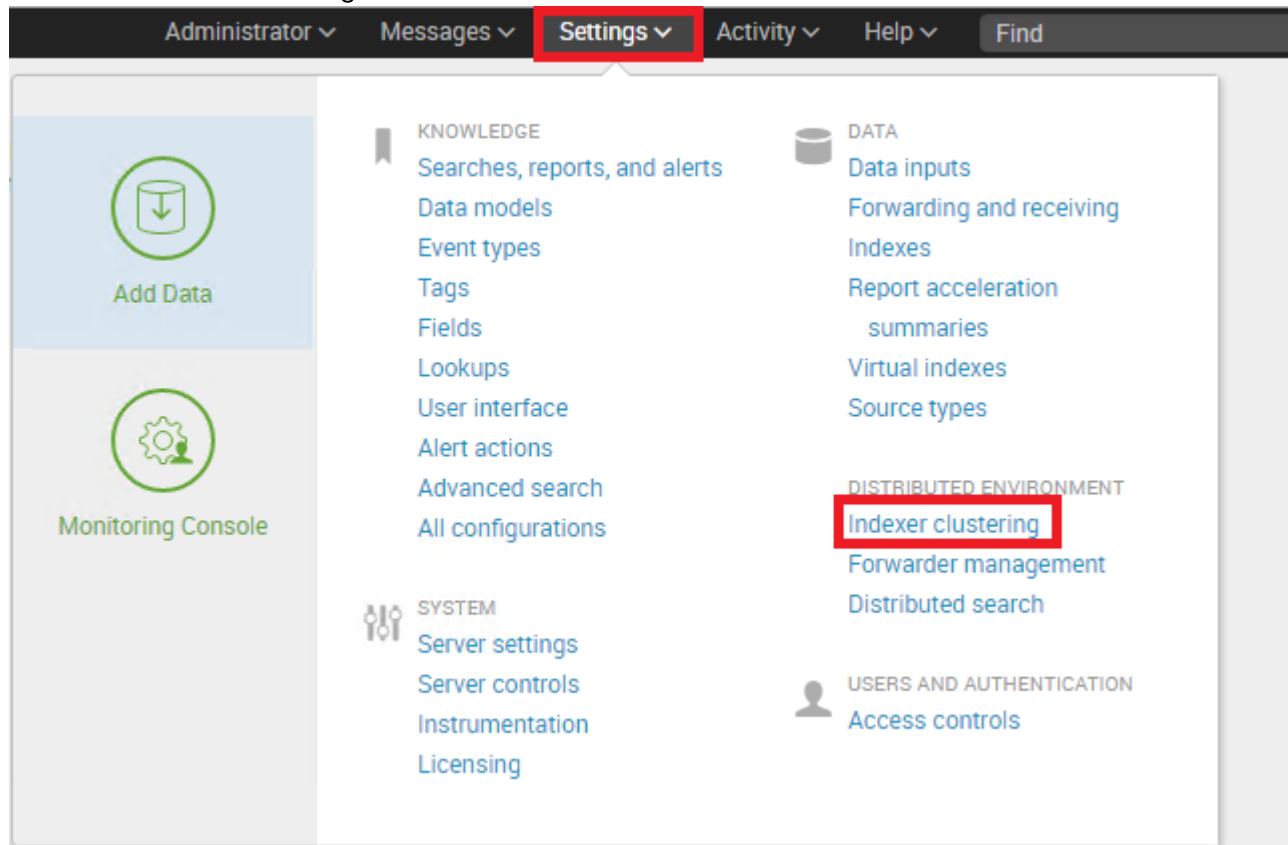 Administrator Messages Settings Activity Help Find
Add Data
Monitoring Console
KNOWLEDGE
Searches, reports, and alerts
Data models
Event types
Tags
Fields
Lookups
User interface
Alert actions
Advanced search
All configurations
SYSTEM
Server settings
Server controls
Instrumentation
Licensing
DATA
Data inputs
Forwarding and receiving
Indexes
Report acceleration
summaries
Virtual indexes
Source types
DISTRIBUTED ENVIRONMENT
Indexer clustering
Forwarder management
Distributed search
USERS AND AUTHENTICATION
Access controls